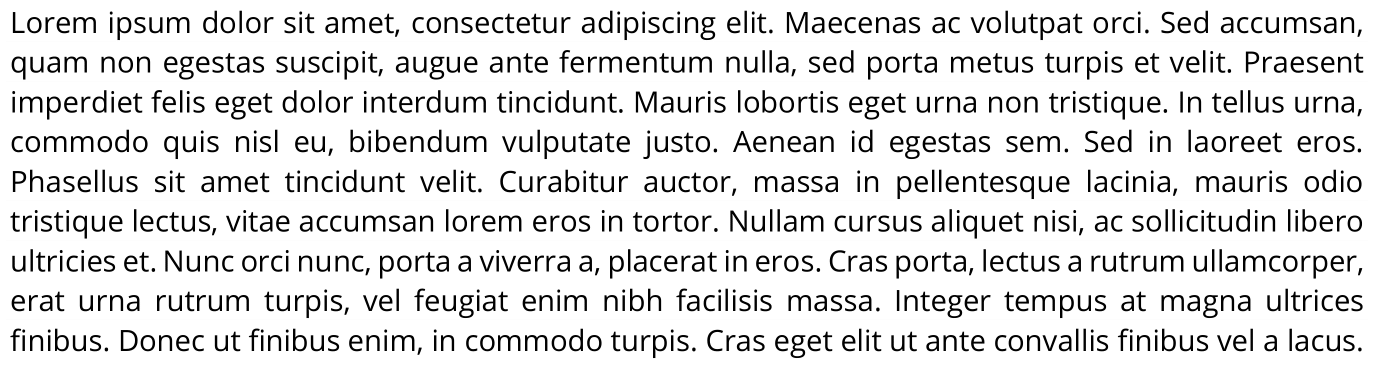 Lorem ipsum dolor sit amet, consectetur adipiscing elit. Maecenas ac volutpat orci. Sed accumsan,
quam non egestas suscipit, augue ante fermentum nulla, sed porta metus turpis et velit. Praesent
imperdiet felis eget dolor interdum tincidunt. Mauris lobortis eget urna non tristique. In tellus urna,
commodo quis nisl eu, bibendum vulputate justo. Aenean id egestas sem. Sed in laoreet eros.
Phasellus sit amet tincidunt velit. Curabitur auctor, massa in pellentesque lacinia, mauris odio
tristique lectus, vitae accumsan lorem eros in tortor. Nullam cursus aliquet nisi, ac sollicitudin libero
ultricies et. Nunc orci nunc, porta a viverra a, placerat in eros. Cras porta, lectus a rutrum ullamcorper,
erat urna rutrum turpis, vel feugiat enim nibh facilisis massa. Integer tempus at magna ultrices
finibus. Donec ut finibus enim, in commodo turpis. Cras eget elit ut ante convallis finibus vel a lacus.